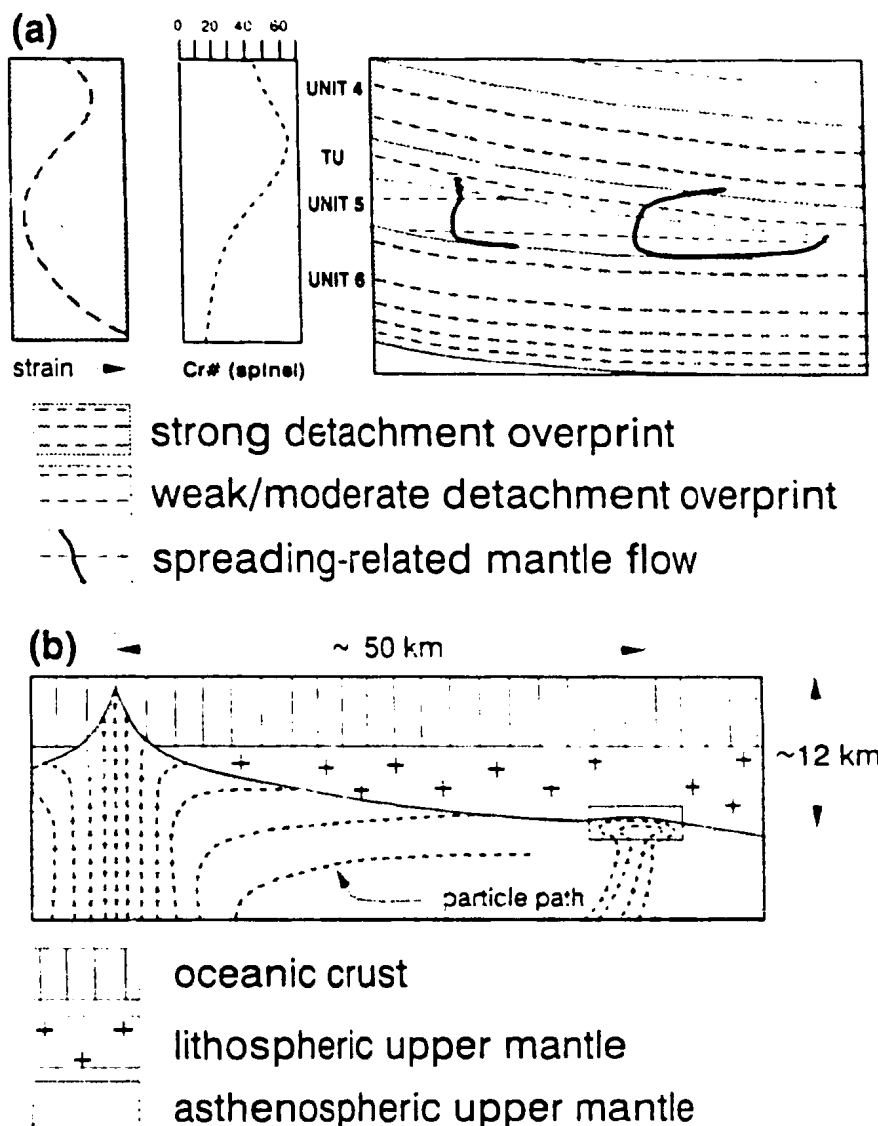 (a)
0 20 40 60
UNIT 4
TU
UNIT 5
UNIT 6
strain
Cr# (spinel)
strong detachment overprint
weak/moderate detachment overprint
spreading-related mantle flow
(b)
~ 50 km
~12 km
particle path
oceanic crust
lithospheric upper mantle
asthenospheric upper mantle